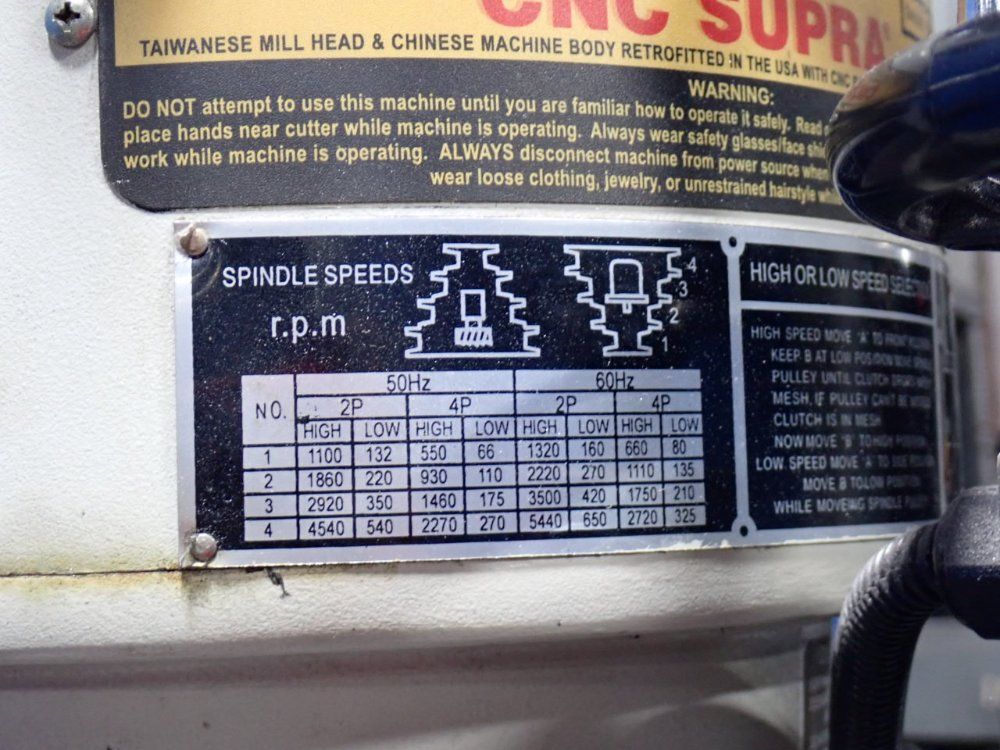 CNC SUPRA
TAIWANESE MILL HEAD & CHINESE MACHINE BODY RETROFITTED IN THE USA WITH CNC
WARNING:
DO NOT attempt to use this machine until you are familiar how to operate it safely. Read
place hands near cutter while machine is operating. Always wear safety glasses/face
work while machine is operating. ALWAYS disconnect machine from power source when
wear loose clothing, jewelry, or unrestrained hairstyle
SPINDLE SPEEDS
r.p.m
4
3
2
1
50Hz 60Hz
NO. 2P 4P 2P 4P
HIGH LOW HIGH LOW HIGH LOW HIGH LOW
1 1100 132 550 66 1320 160 660 80
2 1860 220 930 110 2220 270 1110 135
3 2920 350 1460 175 3500 420 1750 210
4 4540 540 2270 270 5440 650 2720 325
HIGH OR LOW SPEED
HIGH SPEED MOVE "A" TO FRONT
KEEP B AT LOW POSITION
PULLEY UNTIL CLUTCH
MESH, IF PULLEY CAN'T BE
CLUTCH IS IN MESH
NOW MOVE "B" TO HIGH POSITION
LOW SPEED MOVE "A" TO
MOVE B TO LOW POSITION
WHILE MOVEING SPINDLE